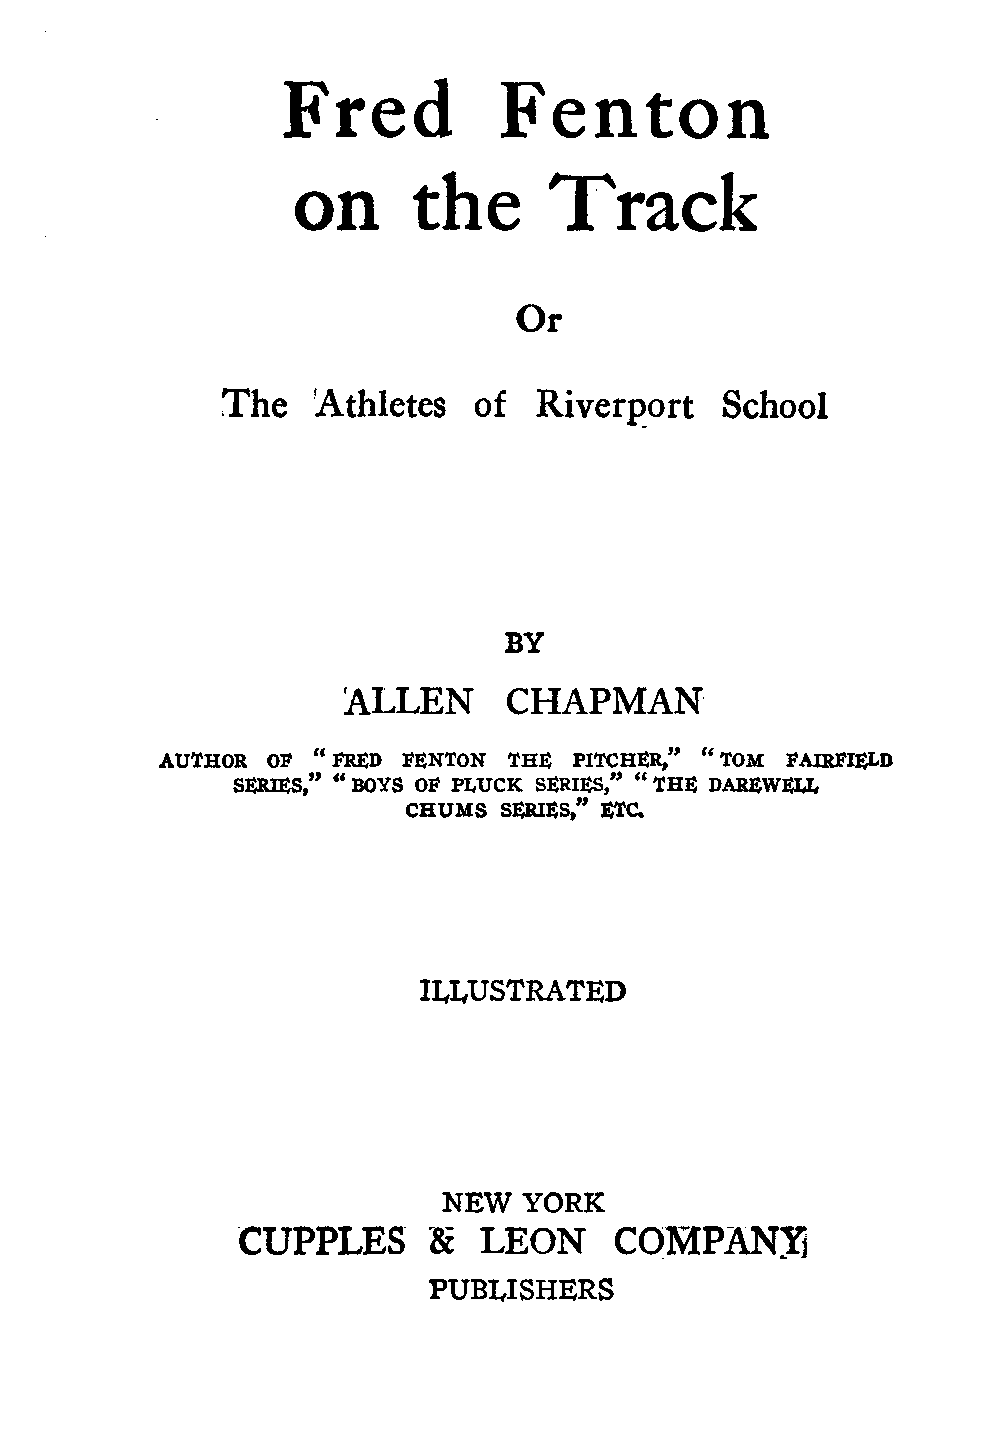 Fred Fenton
on the Track
Or
The Athletes of Riverport School
BY
ALLEN CHAPMAN
AUTHOR OF “FRED FENTON THE PITCHER,” “TOM FAIRFIELD
SERIES,” “BOYS OF PLUCK SERIES,” “THE DAREWELL
CHUMS SERIES,” ETC.
ILLUSTRATED
NEW YORK
CUPPLES & LEON COMPANY
PUBLISHERS